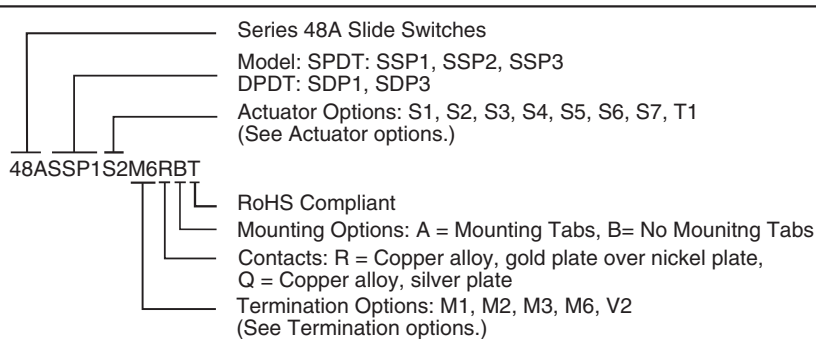 Series 48A Slide Switches
Model: SPDT: SSP1, SSP2, SSP3
DPDT: SDP1, SDP3
Actuator Options: S1, S2, S3, S4, S5, S6, S7, T1
(See Actuator options.)
48ASSP1S2M6RBT
RoHS Compliant
Mounting Options: A = Mounting Tabs, B= No Mounitng Tabs
Contacts: R = Copper alloy, gold plate over nickel plate,
Q = Copper alloy, silver plate
Termination Options: M1, M2, M3, M6, V2
(See Termination options.)